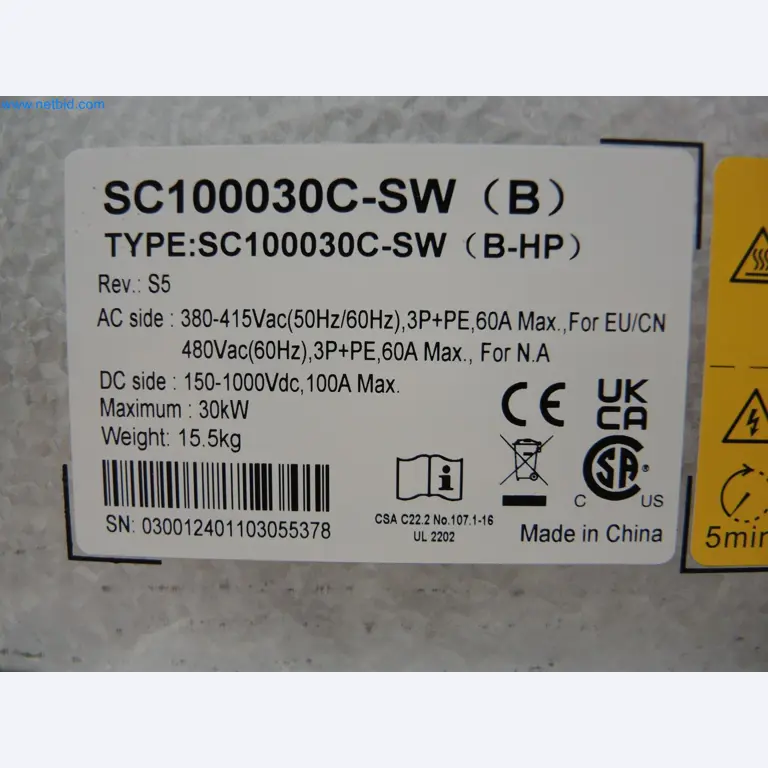 www.netbid.com
SC100030C-SW（B）
TYPE:SC100030C-SW（B-HP）
Rev.: S5
AC side : 380-415Vac(50Hz/60Hz),3P+PE,60A Max.,For EU/CN
480Vac(60Hz),3P+PE,60A Max., For N.A
DC side : 150-1000Vdc,100A Max.
Maximum : 30kW
Weight: 15.5kg
CE
UK
CA
SA
C US
i
SN: 030012401103055378
CSA C22.2 No.107.1-16
UL 2202
Made in China
5min